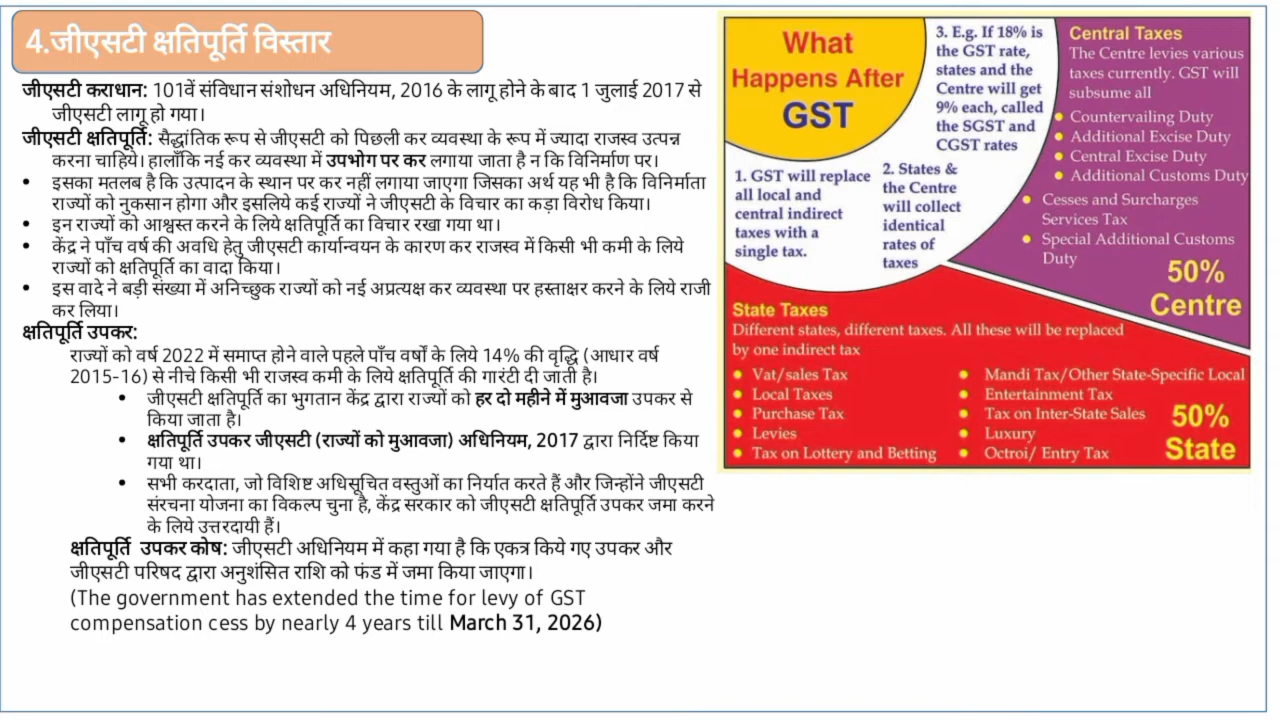 4.जीएसटी क्षतिपूर्ति विस्तार
जीएसटी कराधान: 101वें संविधान संशोधन अधिनियम, 2016 के लागू होने के बाद 1 जुलाई 2017 से
जीएसटी लागू हो गया।
जीएसटी क्षतिपूर्ति: सैद्धांतिक रूप से जीएसटी को पिछली कर व्यवस्था के रूप में ज्यादा राजस्व उत्पन्न
करना चाहिये। हालाँकि नई कर व्यवस्था में उपभोग पर कर लगाया जाता है न कि विनिर्माण पर।
• इसका मतलब है कि उत्पादन के स्थान पर कर नहीं लगाया जाएगा जिसका अर्थ यह भी है कि विनिर्माता
राज्यों को नुकसान होगा और इसलिये कई राज्यों ने जीएसटी के विचार का कड़ा विरोध किया।
• इन राज्यों को आश्वस्त करने के लिये क्षतिपूर्ति का विचार रखा गया था।
• केंद्र ने पाँच वर्ष की अवधि हेतु जीएसटी कार्यान्वयन के कारण कर राजस्व में किसी भी कमी के लिये
राज्यों को क्षतिपूर्ति का वादा किया।
• इस वादे ने बड़ी संख्या में अनिच्छुक राज्यों को नई अप्रत्यक्ष कर व्यवस्था पर हस्ताक्षर करने के लिये राजी
कर लिया।
क्षतिपूर्ति उपकर:
राज्यों को वर्ष 2022 में समाप्त होने वाले पहले पाँच वर्षों के लिये 14% की वृद्धि (आधार वर्ष
2015-16) से नीचे किसी भी राजस्व कमी के लिये क्षतिपूर्ति की गारंटी दी जाती है।
• जीएसटी क्षतिपूर्ति का भुगतान केंद्र द्वारा राज्यों को हर दो महीने में मुआवजा उपकर से
किया जाता है।
• क्षतिपूर्ति उपकर जीएसटी (राज्यों को मुआवजा) अधिनियम, 2017 द्वारा निर्दिष्ट किया
गया था।
• सभी करदाता, जो विशिष्ट अधिसूचित वस्तुओं का निर्यात करते हैं और जिन्होंने जीएसटी
संरचना योजना का विकल्प चुना है, केंद्र सरकार को जीएसटी क्षतिपूर्ति उपकर जमा करने
के लिये उत्तरदायी हैं।
क्षतिपूर्ति उपकर कोष: जीएसटी अधिनियम में कहा गया है कि एकत्र किये गए उपकर और
जीएसटी परिषद द्वारा अनुशंसित राशि को फंड में जमा किया जाएगा।
(The government has extended the time for levy of GST
compensation cess by nearly 4 years till March 31, 2026)
What
Happens After
GST
1. GST will replace
all local and
central indirect
taxes with a
single tax.
2. States &
the Centre
will collect
identical
rates of
taxes
3. E.g. If 18% is
the GST rate,
states and the
Centre will get
9% each, called
the SGST and
CGST rates
Central Taxes
The Centre levies various
taxes currently. GST will
subsume all
• Countervailing Duty
• Additional Excise Duty
• Central Excise Duty
• Additional Customs Duty
• Cesses and Surcharges
Services Tax
• Special Additional Customs
Duty
50%
Centre
State Taxes
Different states, different taxes. All these will be replaced
by one indirect tax
• Vat/sales Tax
• Local Taxes
• Purchase Tax
• Levies
• Tax on Lottery and Betting
• Mandi Tax/Other State-Specific Local
• Entertainment Tax
• Tax on Inter-State Sales
• Luxury
• Octroi/ Entry Tax
50%
State